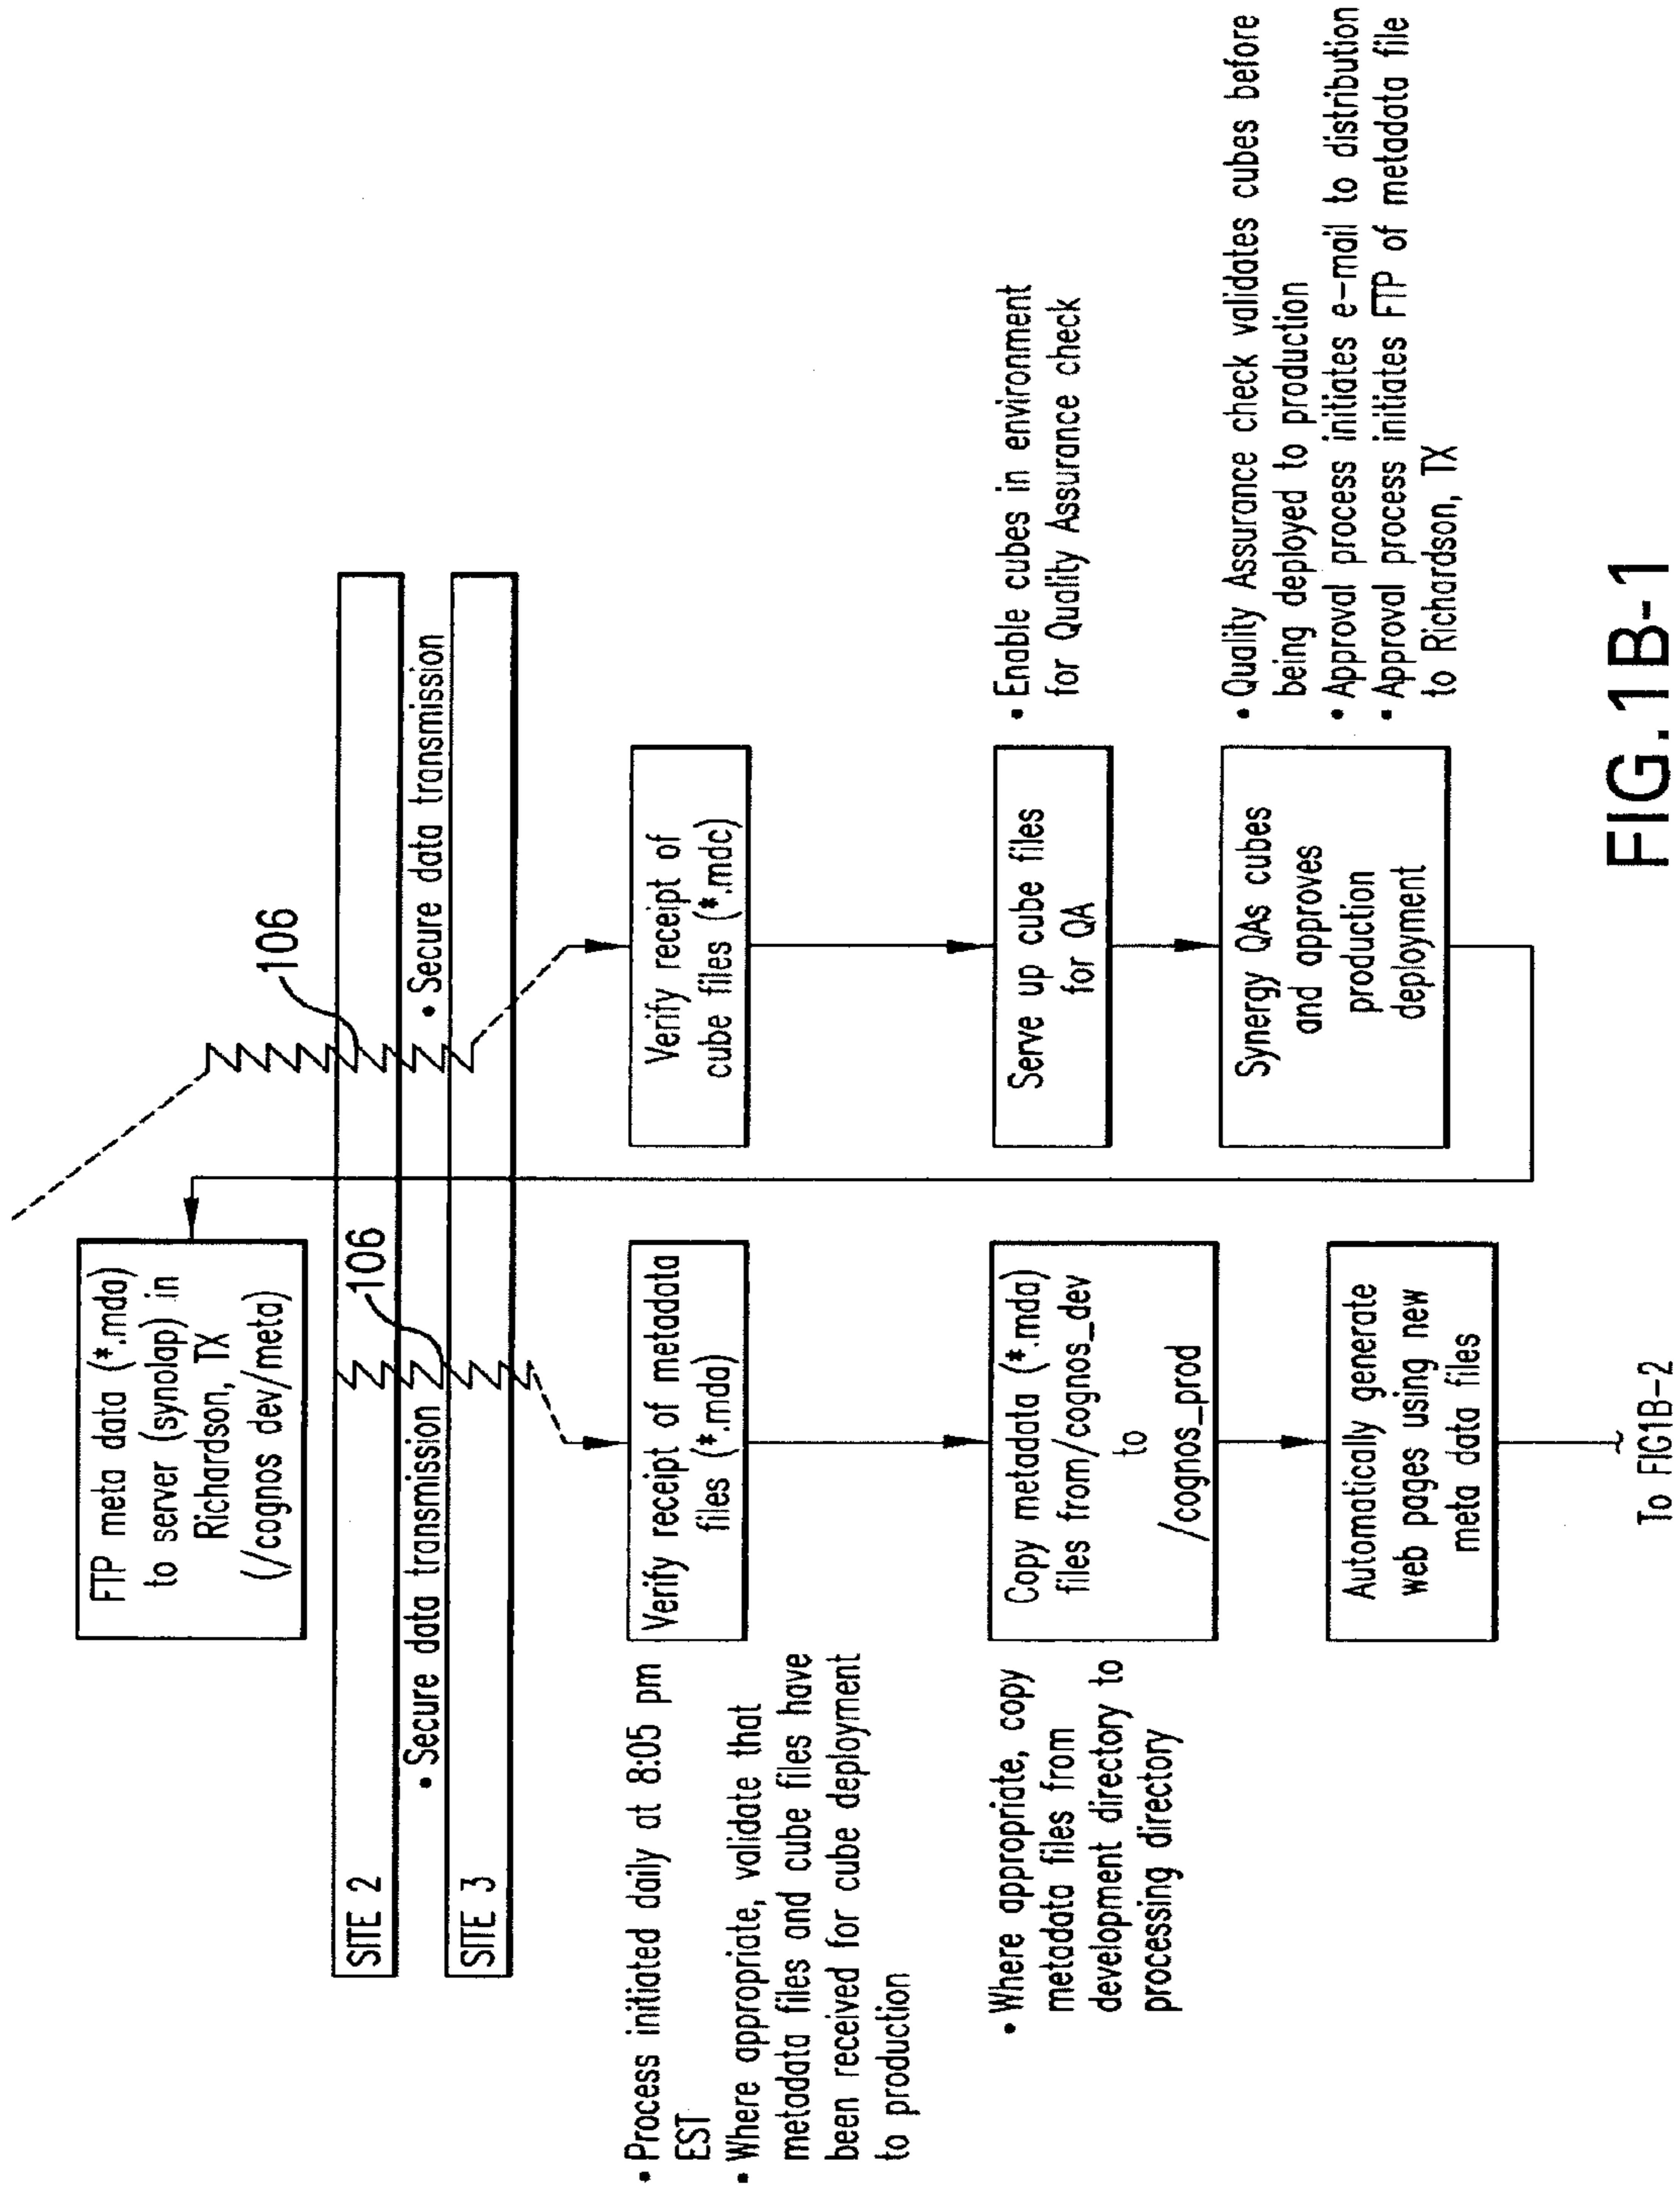 FTP meta data (*.mda)
to server (synolap) in
Richardson, TX
(/cognos dev/meta)
106
SITE 2
• Secure data transmission
106
• Secure data transmission
SITE 3
• Process initiated daily at 8:05 pm
EST
• Where appropriate, validate that
metadata files and cube files have
been received for cube deployment
to production
Verify receipt of metadata
files (*.mda)
Verify receipt of
cube files (*.mdc)
• Where appropriate, copy
metadata files from
development directory to
processing directory
Copy metadata (*.mda)
files from/cognos_dev
to
/cognos_prod
Serve up cube files
for QA
• Enable cubes in environment
for Quality Assurance check
Automatically generate
web pages using new
meta data files
Synergy QAs cubes
and approves
production
deployment
• Quality Assurance check validates cubes before
being deployed to production
• Approval process initiates e-mail to distribution
• Approval process initiates FTP of metadata file
to Richardson, TX
To FIG1B-2
FIG.1B-1